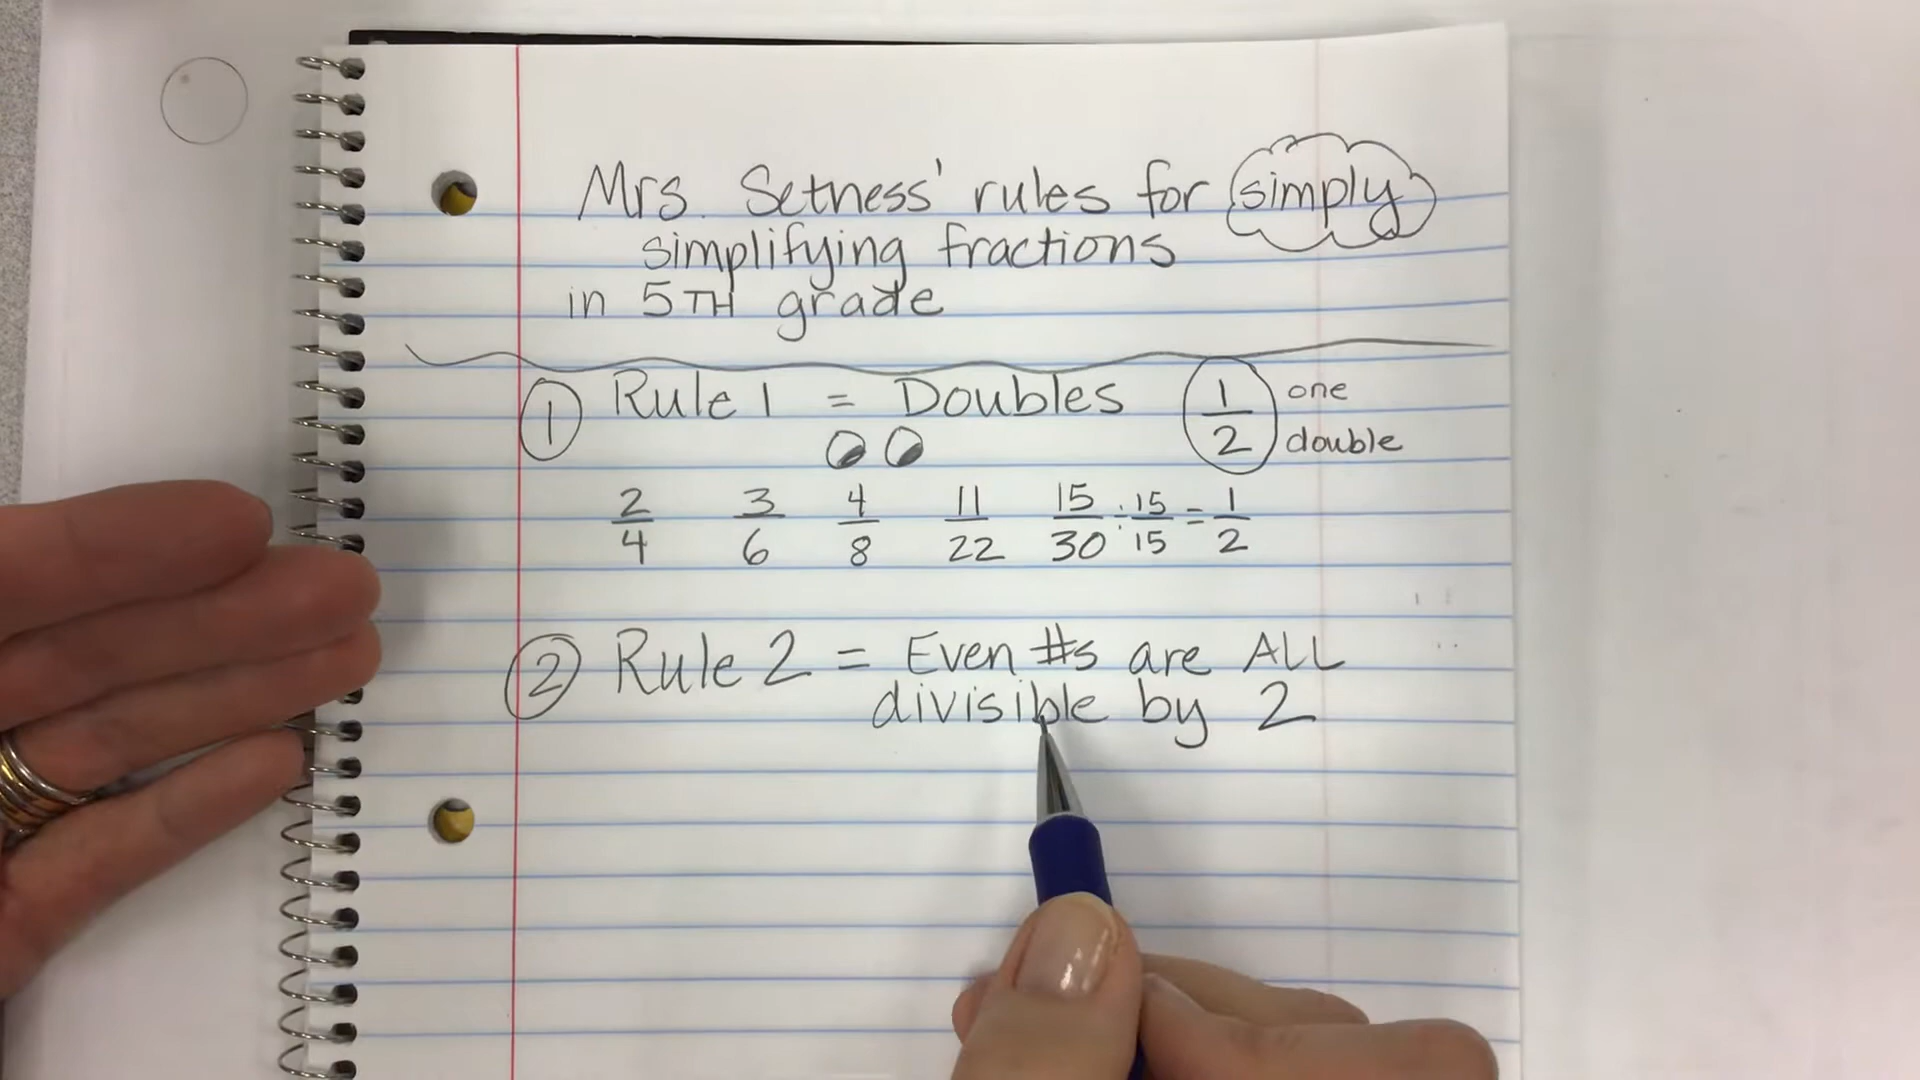 Mrs. Setness' rules for simply
simplifying fractions
in 5TH grade
① Rule 1 = Doubles 1/2 one double
2/4 3/6 4/8 11/22 15/30 ÷ 15/15 = 1/2
② Rule 2 = Even #s are ALL
divisible by 2